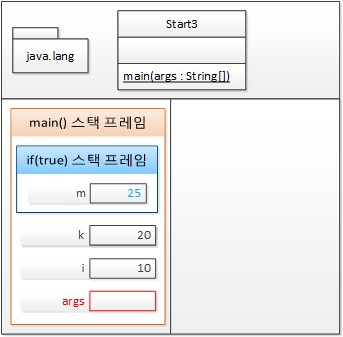 java.lang
Start3
main(args : String[])
main() 스택 프레임
if(true) 스택 프레임
m 25
k 20
i 10
args